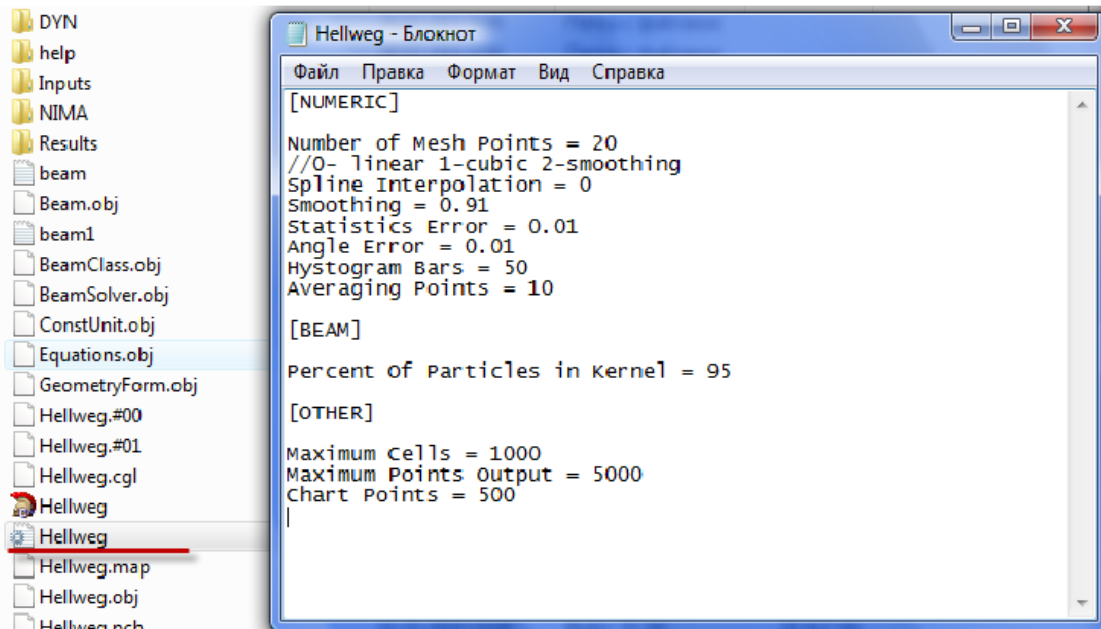 DYN
help
Inputs
NIMA
Results
beam
Beam.obj
beam1
BeamClass.obj
BeamSolver.obj
ConstUnit.obj
Equations.obj
GeometryForm.obj
Hellweg.#00
Hellweg.#01
Hellweg.cgl
Hellweg
Hellweg
Hellweg.map
Hellweg.obj
Hellweg - Блокнот
Файл Правка Формат Вид Справка
[NUMERIC]
Number of Mesh Points = 20
//0- linear 1-cubic 2-smoothing
Spline Interpolation = 0
Smoothing = 0.91
Statistics Error = 0.01
Angle Error = 0.01
Hystogram Bars = 50
Averaging Points = 10
[BEAM]
Percent Of Particles in Kernel = 95
[OTHER]
Maximum Cells = 1000
Maximum Points Output = 5000
Chart Points = 500